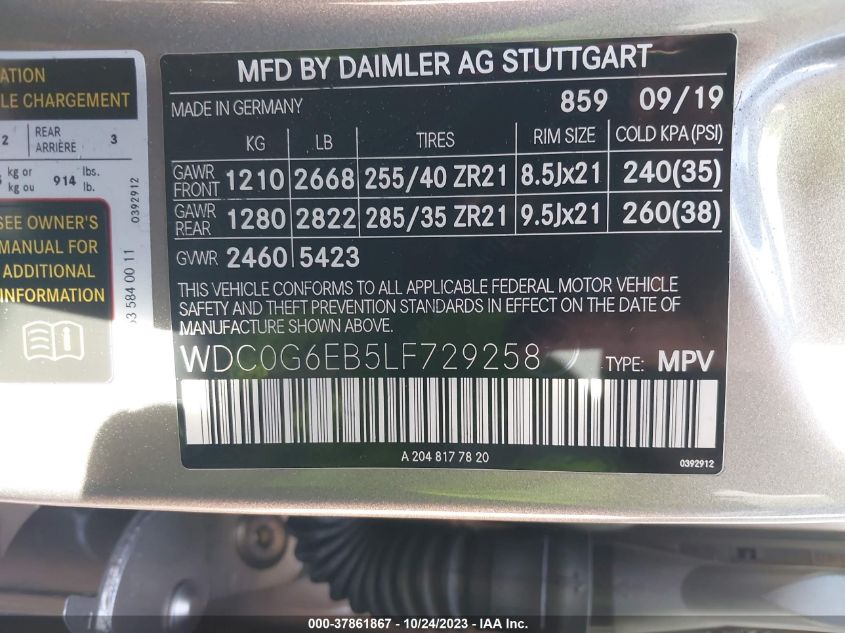 ATION
LE CHARGEMENT
2 REAR ARRIÈRE 3
kg or kg ou 914 lbs. lb.
SEE OWNER'S
MANUAL FOR
ADDITIONAL
INFORMATION
0392912
584 00 11
MFD BY DAIMLER AG STUTTGART
MADE IN GERMANY 859 09/19
KG LB TIRES RIM SIZE COLD KPA (PSI)
GAWR FRONT 1210 2668 255/40 ZR21 8.5Jx21 240(35)
GAWR REAR 1280 2822 285/35 ZR21 9.5Jx21 260(38)
GVWR 2460 5423
THIS VEHICLE CONFORMS TO ALL APPLICABLE FEDERAL MOTOR VEHICLE
SAFETY AND THEFT PREVENTION STANDARDS IN EFFECT ON THE DATE OF
MANUFACTURE SHOWN ABOVE.
WDC0G6EB5LF729258 TYPE: MPV
A 204 817 78 20
0392912
000-37861867 - 10/24/2023 - Copart, Inc.